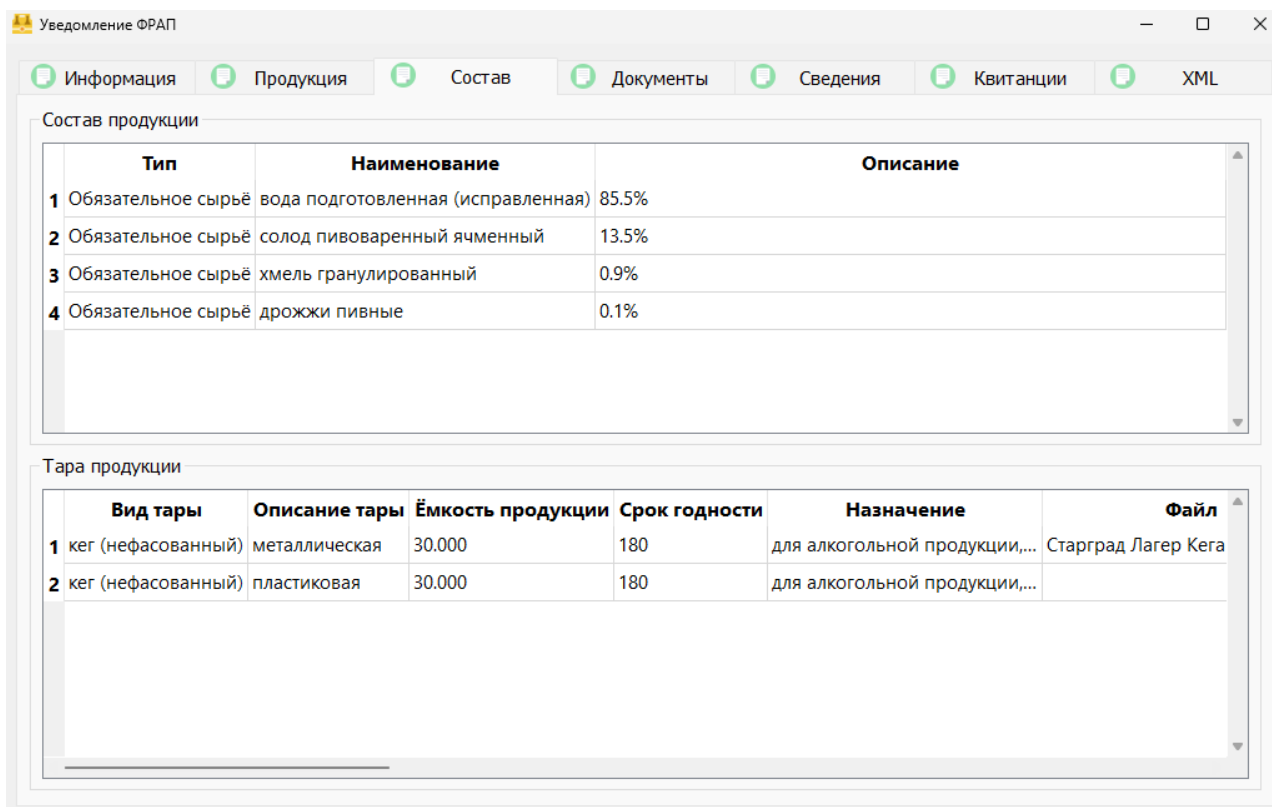 Уведомление ФРАП
Информация Продукция Состав Документы Сведения Квитанции XML
Состав продукции
Тип Наименование Описание
1 Обязательное сырьё вода подготовленная (исправленная) 85.5%
2 Обязательное сырьё солод пивоваренный ячменный 13.5%
3 Обязательное сырьё хмель гранулированный 0.9%
4 Обязательное сырьё дрожжи пивные 0.1%
Тара продукции
Вид тары Описание тары Ёмкость продукции Срок годности Назначение Файл
1 кег (нефасованный) металлическая 30.000 180 для алкогольной продукции,... Старград Лагер Кега
2 кег (нефасованный) пластиковая 30.000 180 для алкогольной продукции,...